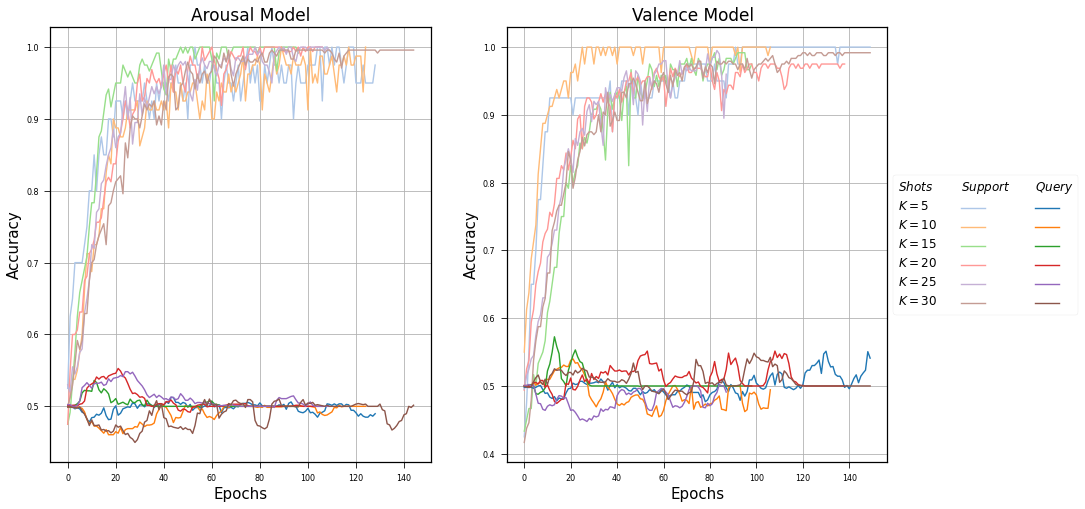 Arousal Model
Valence Model
1.0
0.9
0.8
0.7
0.6
0.5
Accuracy
0 20 40 60 80 100 120 140
Epochs
1.0
0.9
0.8
0.7
0.6
0.5
0.4
Accuracy
0 20 40 60 80 100 120 140
Epochs
Shots Support Query
K = 5
K = 10
K = 15
K = 20
K = 25
K = 30